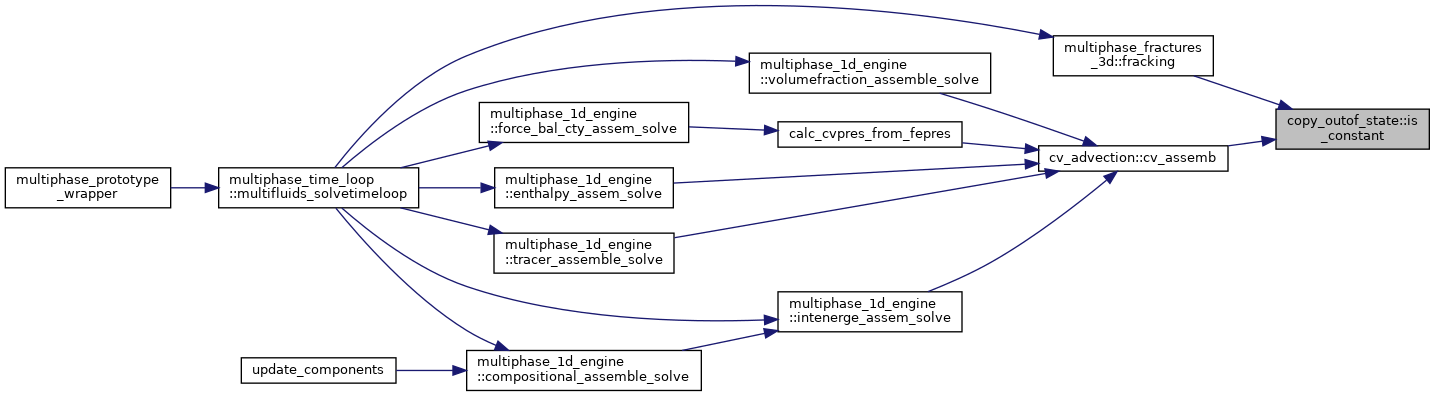 multiphase_fractures
_3d::fracking
multiphase_1d_engine
::volumefraction_assemble_solve
copy_outof_state::is
_constant
multiphase_1d_engine
::force_bal_cty_assem_solve
calc_cvpres_from_fepres
cv_advection::cv_assemb
multiphase_prototype
_wrapper
multiphase_time_loop
::multifluids_solvetimeloop
multiphase_1d_engine
::enthalpy_assem_solve
multiphase_1d_engine
::tracer_assemble_solve
multiphase_1d_engine
::intenerge_assem_solve
update_components
multiphase_1d_engine
::compositional_assemble_solve